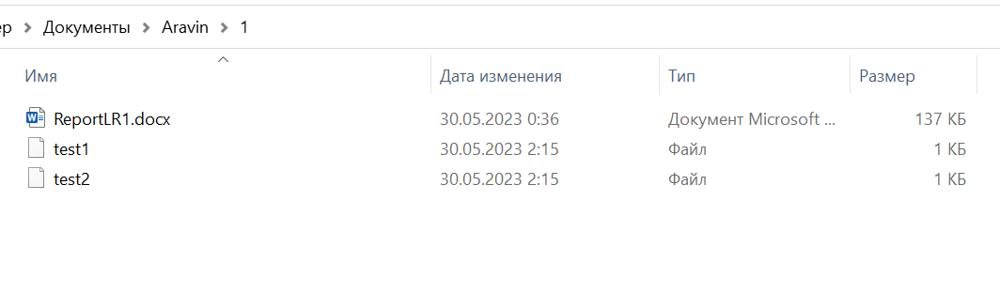 ер > Документы > Aravin > 1
Имя Дата изменения Тип Размер
ReportLR1.docx 30.05.2023 0:36 Документ Microsoft ... 137 КБ
test1 30.05.2023 2:15 Файл 1 КБ
test2 30.05.2023 2:15 Файл 1 КБ